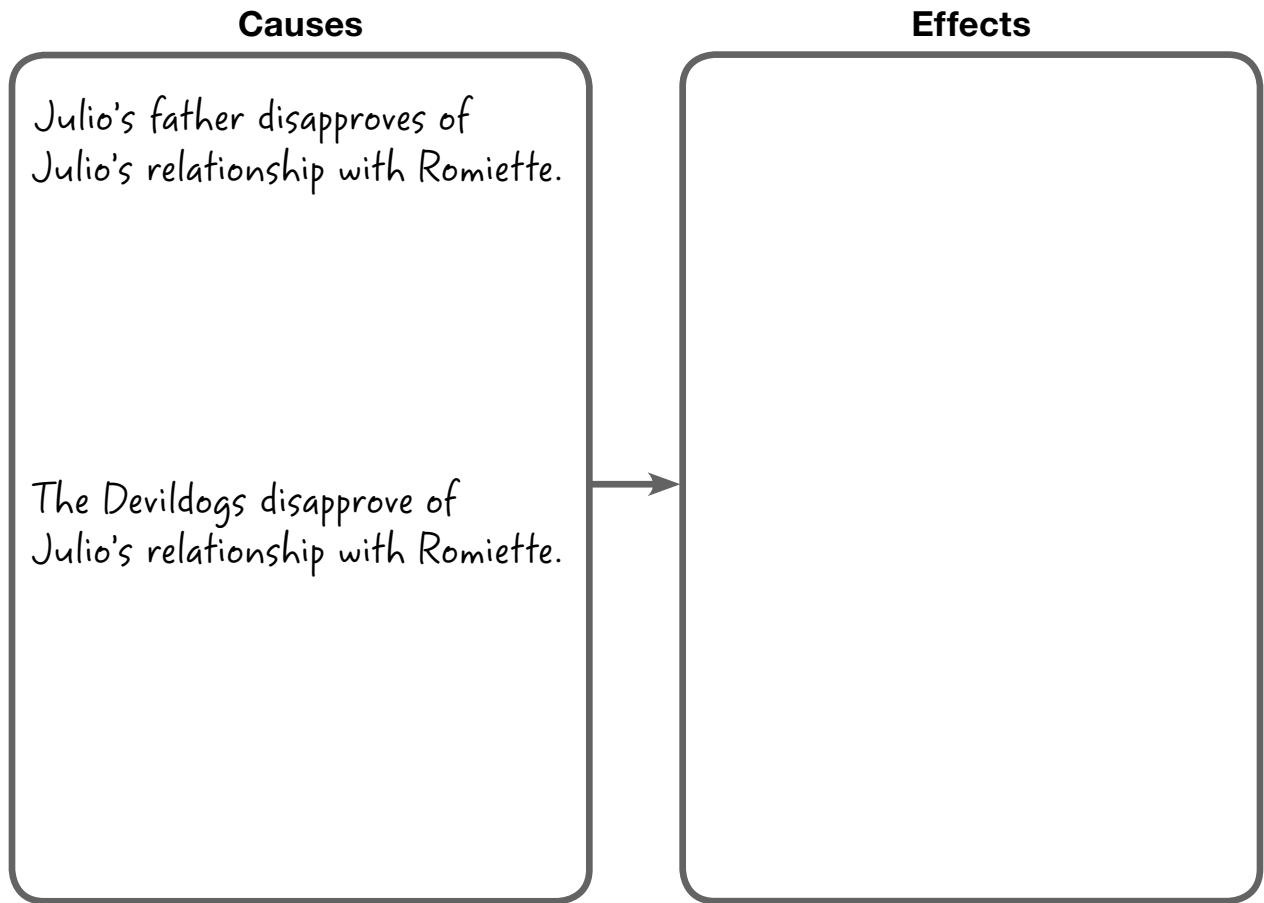 Causes
Effects
Julio's father disapproves of
Julio's relationship with Romiette.
The Devildogs disapprove of
Julio's relationship with Romiette.